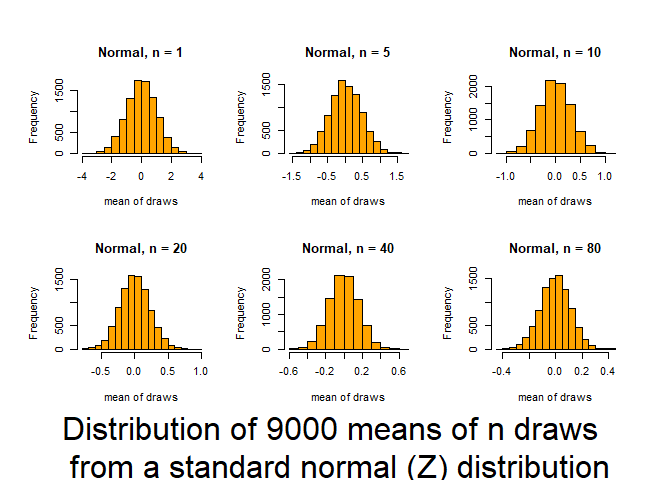 Normal, n = 1
Frequency
0 500 1500
-4 -2 0 2 4
mean of draws
Normal, n = 5
Frequency
0 500 1500
-1.5 -0.5 0.5 1.5
mean of draws
Normal, n = 10
Frequency
0 1000 2000
-1.0 0.0 0.5 1.0
mean of draws
Normal, n = 20
Frequency
0 500 1500
-0.5 0.0 0.5 1.0
mean of draws
Normal, n = 40
Frequency
0 1000 2000
-0.6 -0.2 0.2 0.6
mean of draws
Normal, n = 80
Frequency
0 500 1500
-0.4 0.0 0.2 0.4
mean of draws
Distribution of 9000 means of n draws
from a standard normal (Z) distribution